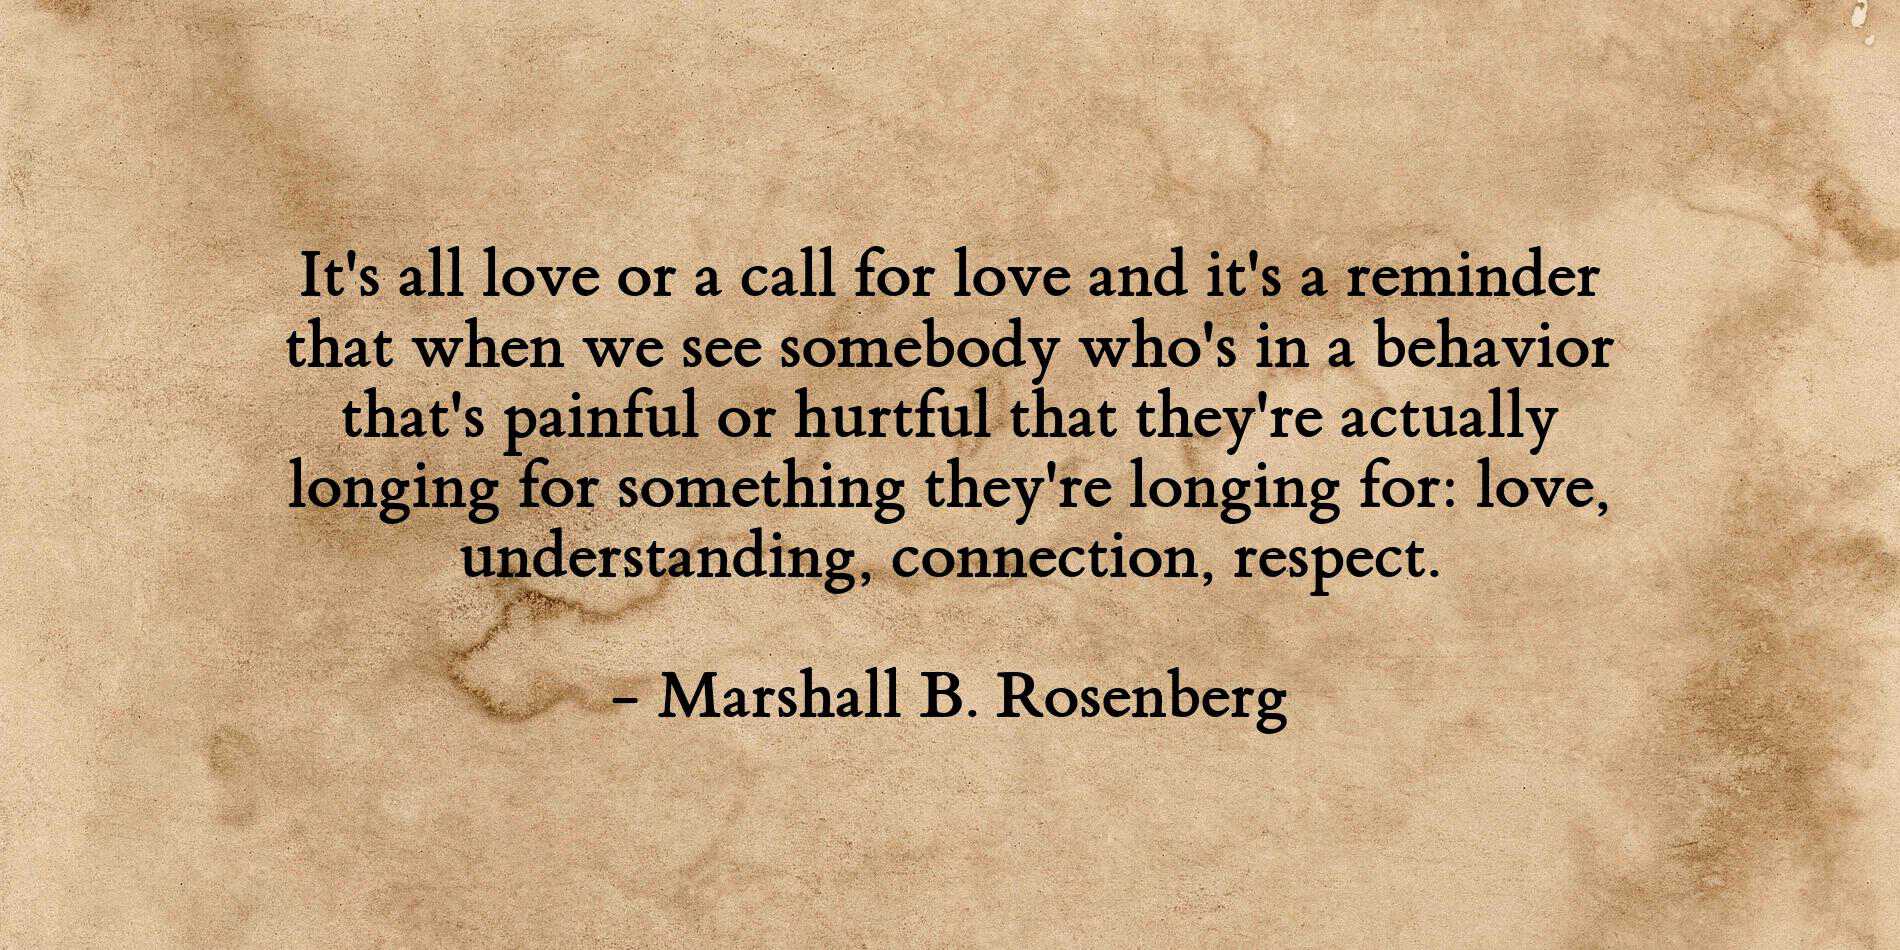 It's all love or a call for love and it's a reminder
that when we see somebody who's in a behavior
that's painful or hurtful that they're actually
longing for something they're longing for: love,
understanding, connection, respect.
- Marshall B. Rosenberg